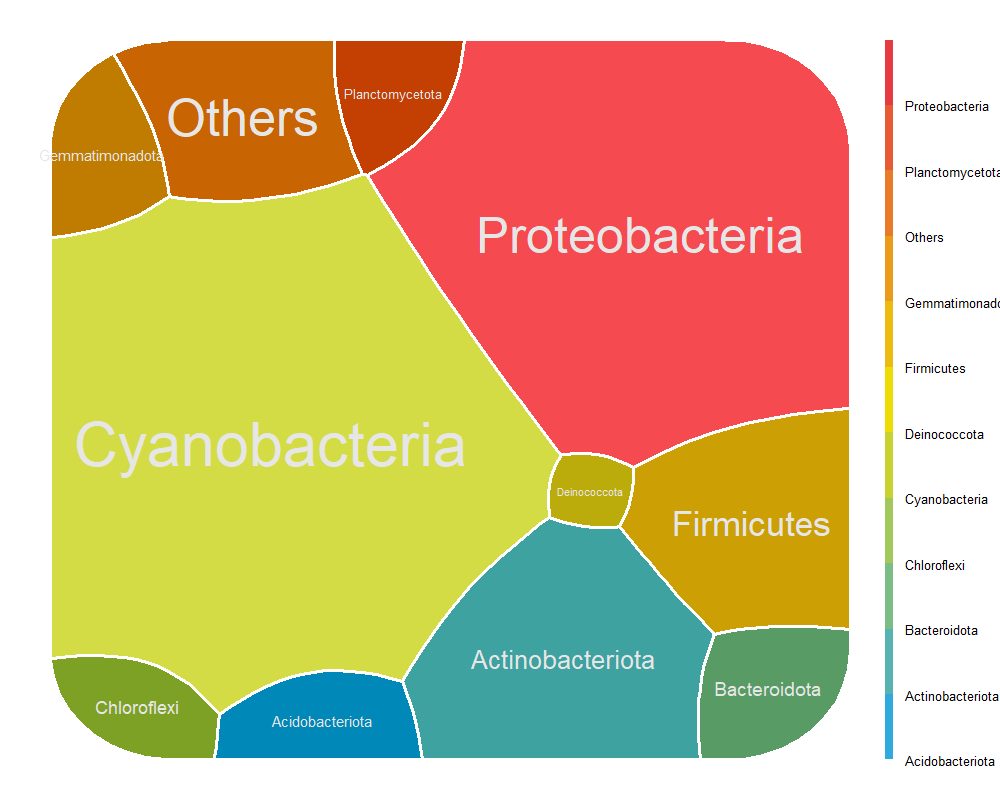 Planctomycetota
Others
Gemmatimonadota
Proteobacteria
Cyanobacteria
Deinococcota
Firmicutes
Actinobacteriota
Bacteroidota
Chloroflexi
Acidobacteriota
Proteobacteria
Planctomycetota
Others
Gemmatimonado
Firmicutes
Deinococcota
Cyanobacteria
Chloroflexi
Bacteroidota
Actinobacteriota
Acidobacteriota